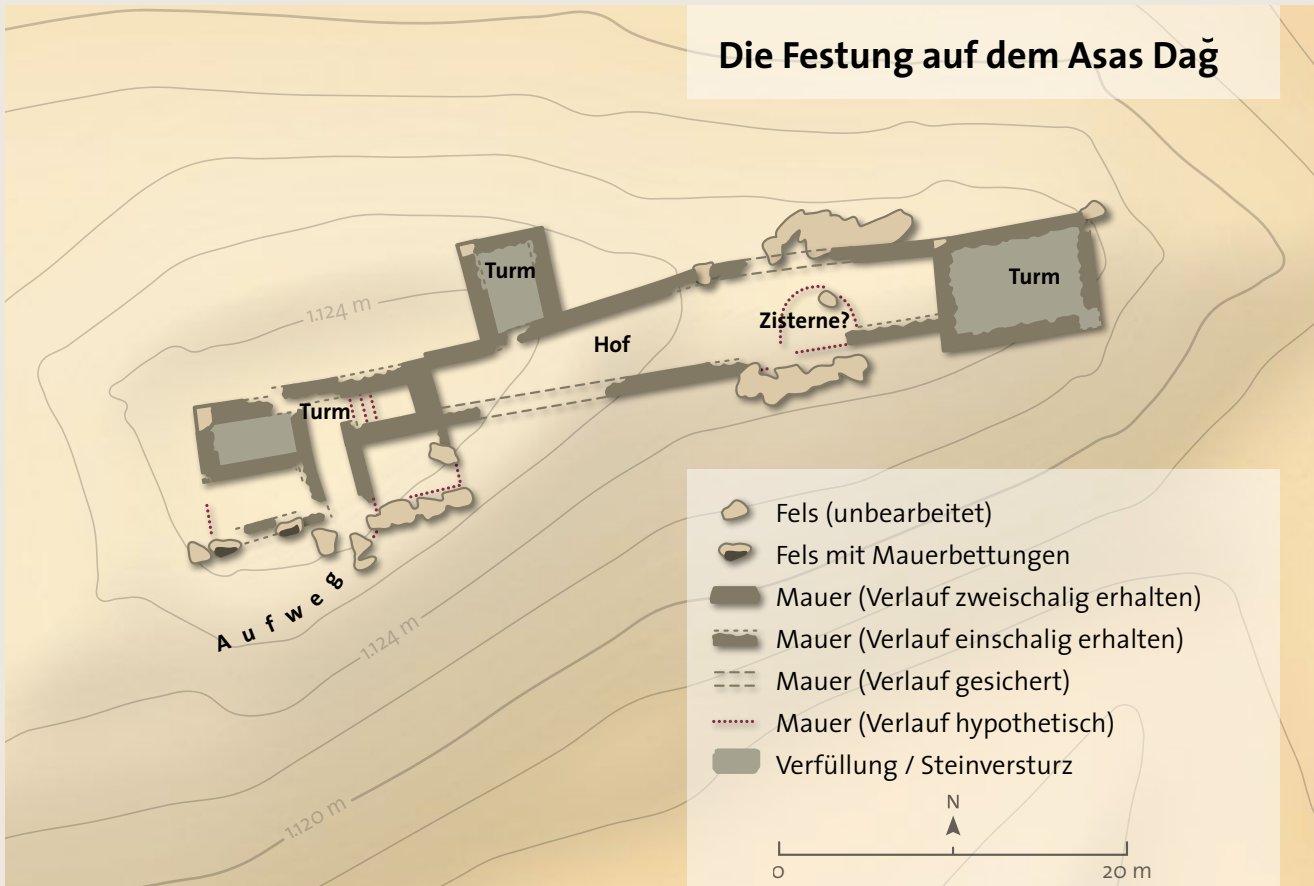 Die Festung auf dem Asas Dağ
Turm
Turm
1.124 m
Zisterne?
Hof
Turm
Aufweg
1.124 m
1.120 m
Fels (unbearbeitet)
Fels mit Mauerbettungen
Mauer (Verlauf zweischalig erhalten)
Mauer (Verlauf einschalig erhalten)
Mauer (Verlauf gesichert)
Mauer (Verlauf hypothetisch)
Verfüllung / Steinversturz
N
0 20 m